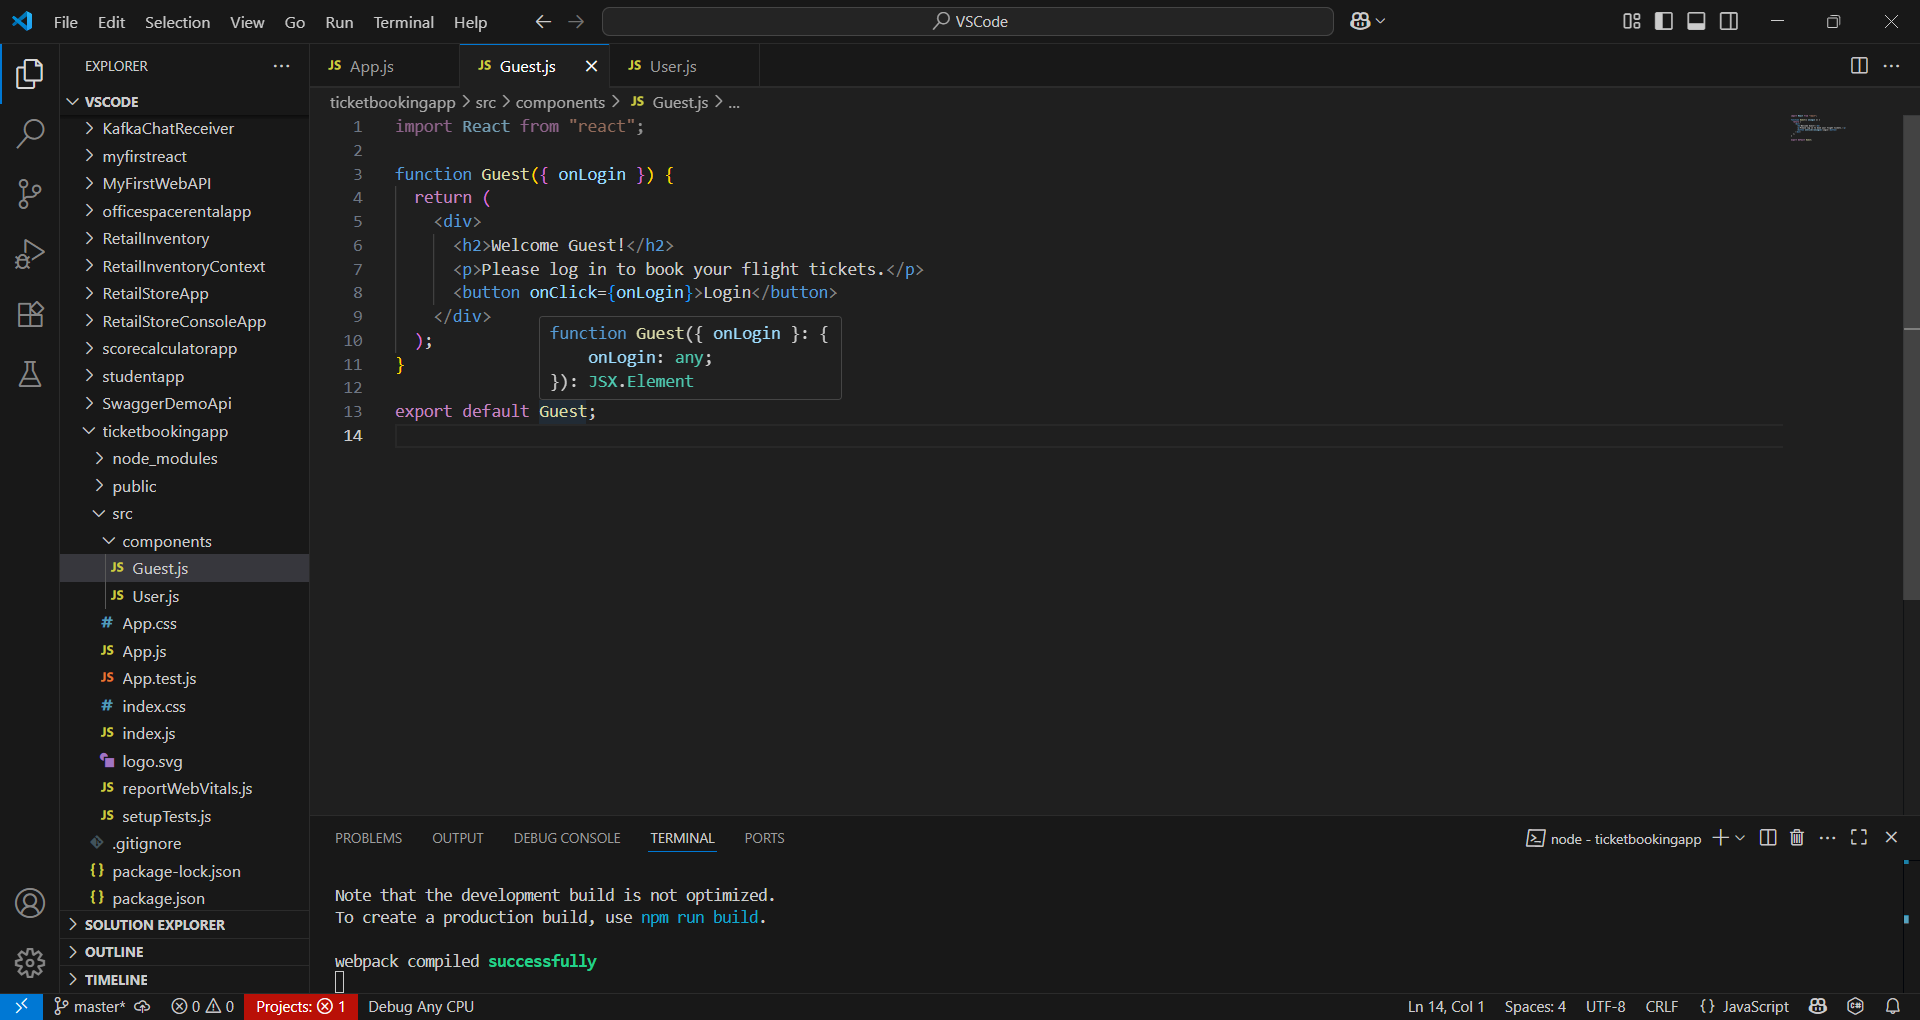 File Edit Selection View Go Run Terminal Help VSCode
EXPLORER
VSCODE
KafkaChatReceiver
myfirstreact
MyFirstWebAPI
officespacerentalapp
RetailInventory
RetailInventoryContext
RetailStoreApp
RetailStoreConsoleApp
scorecalculatorapp
studentapp
SwaggerDemoApi
ticketbookingapp
node_modules
public
src
components
JS Guest.js
JS User.js
# App.css
JS App.js
JS App.test.js
# index.css
JS index.js
logo.svg
JS reportWebVitals.js
JS setupTests.js
.gitignore
{} package-lock.json
{} package.json
SOLUTION EXPLORER
OUTLINE
TIMELINE
JS App.js JS Guest.js JS User.js
ticketbookingapp > src > components > JS Guest.js > ...
1 import React from "react";
2
3 function Guest({ onLogin }) {
4 return (
5 <div>
6 <h2>Welcome Guest!</h2>
7 <p>Please log in to book your flight tickets.</p>
8 <button onClick={onLogin}>Login</button>
9 </div>
10 );
11 }
12
13 export default Guest;
14
function Guest({ onLogin }: {
onLogin: any;
}): JSX.Element
PROBLEMS OUTPUT DEBUG CONSOLE TERMINAL PORTS node - ticketbookingapp
Note that the development build is not optimized.
To create a production build, use npm run build.
webpack compiled successfully
master* 0 0 Projects: 1 Debug Any CPU Ln 14, Col 1 Spaces: 4 UTF-8 CRLF {} JavaScript